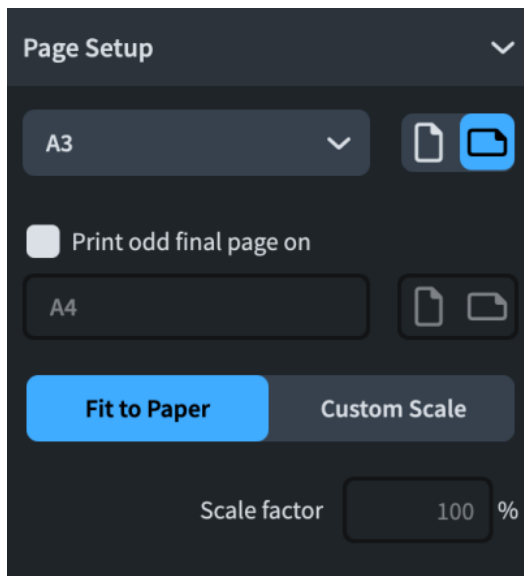 Page Setup
A3
Print odd final page on
A4
Fit to Paper
Custom Scale
Scale factor 100 %